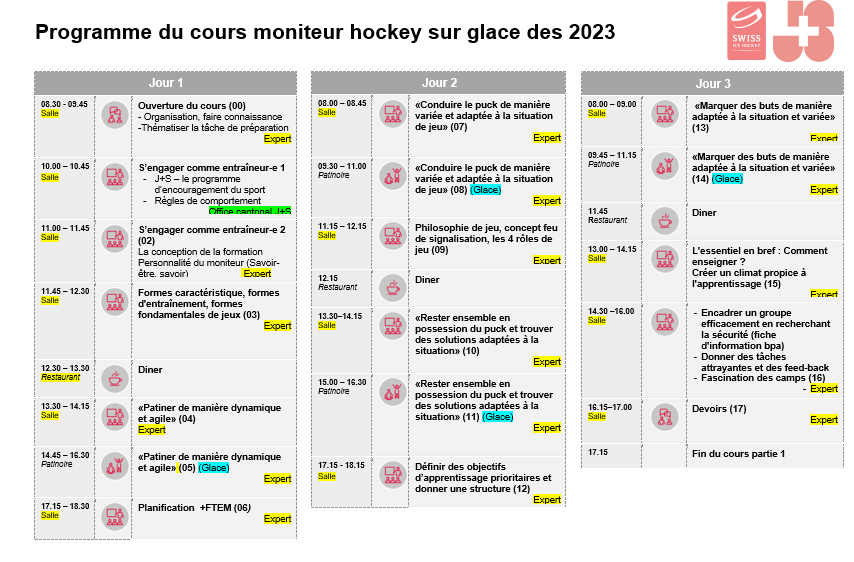 Programme du cours moniteur hockey sur glace des 2023
SWISS
ICE HOCKEY
Jour 1
08.30 - 09.45
Salle
Ouverture du cours (00)
- Organisation, faire connaissance
-Thématiser la tâche de préparation
Expert
10.00 – 10.45
Salle
S'engager comme entraîneur-e 1
- J+S – le programme
d'encouragement du sport
- Règles de comportement
Office cantonal J+S
11.00 – 11.45
Salle
S'engager comme entraîneur-e 2
(02)
La conception de la formation
Personnalité du moniteur (Savoir-
être, savoir) Expert
11.45 – 12.30
Salle
Formes caractéristique, formes
d'entraînement, formes
fondamentales de jeux (03)
Expert
12.30 – 13.30
Restaurant
Diner
13.30 – 14.15
Salle
«Patiner de manière dynamique
et agile» (04)
Expert
14.45 – 16.30
Patinoire
«Patiner de manière dynamique
et agile» (05) (Glace)
Expert
17.15 – 18.30
Salle
Planification +FTEM (06)
Expert
Jour 2
08.00 – 08.45
Salle
«Conduire le puck de manière
variée et adaptée à la situation
de jeu» (07)
Expert
09.30 – 11.00
Patinoire
«Conduire le puck de manière
variée et adaptée à la situation
de jeu» (08) (Glace)
Expert
11.15 – 12.15
Salle
Philosophie de jeu, concept feu
de signalisation, les 4 rôles de
jeu (09)
Expert
12.15
Restaurant
Diner
13.30–14.15
Salle
«Rester ensemble en
possession du puck et trouver
des solutions adaptées à la
situation» (10)
Expert
15.00 – 16.30
Patinoire
«Rester ensemble en
possession du puck et trouver
des solutions adaptées à la
situation» (11) (Glace)
Expert
17.15 - 18.15
Salle
Définir des objectifs
d'apprentissage prioritaires et
donner une structure (12)
Expert
Jour 3
08.00 – 09.00
Salle
«Marquer des buts de manière
adaptée à la situation et variée»
(13)
Expert
09.45 – 11.15
Patinoire
«Marquer des buts de manière
adaptée à la situation et variée»
(14) (Glace)
Expert
11.45
Restaurant
Diner
13.00 – 14.15
Salle
L'essentiel en bref : Comment
enseigner ?
Créer un climat propice à
l'apprentissage (15)
Expert
14.30 –16.00
Salle
- Encadrer un groupe
efficacement en recherchant
la sécurité (fiche
d'information bpa)
- Donner des tâches
attrayantes et des feed-back
- Fascination des camps (16)
- Expert
16.15–17.00
Salle
Devoirs (17)
Expert
17.15
Fin du cours partie 1